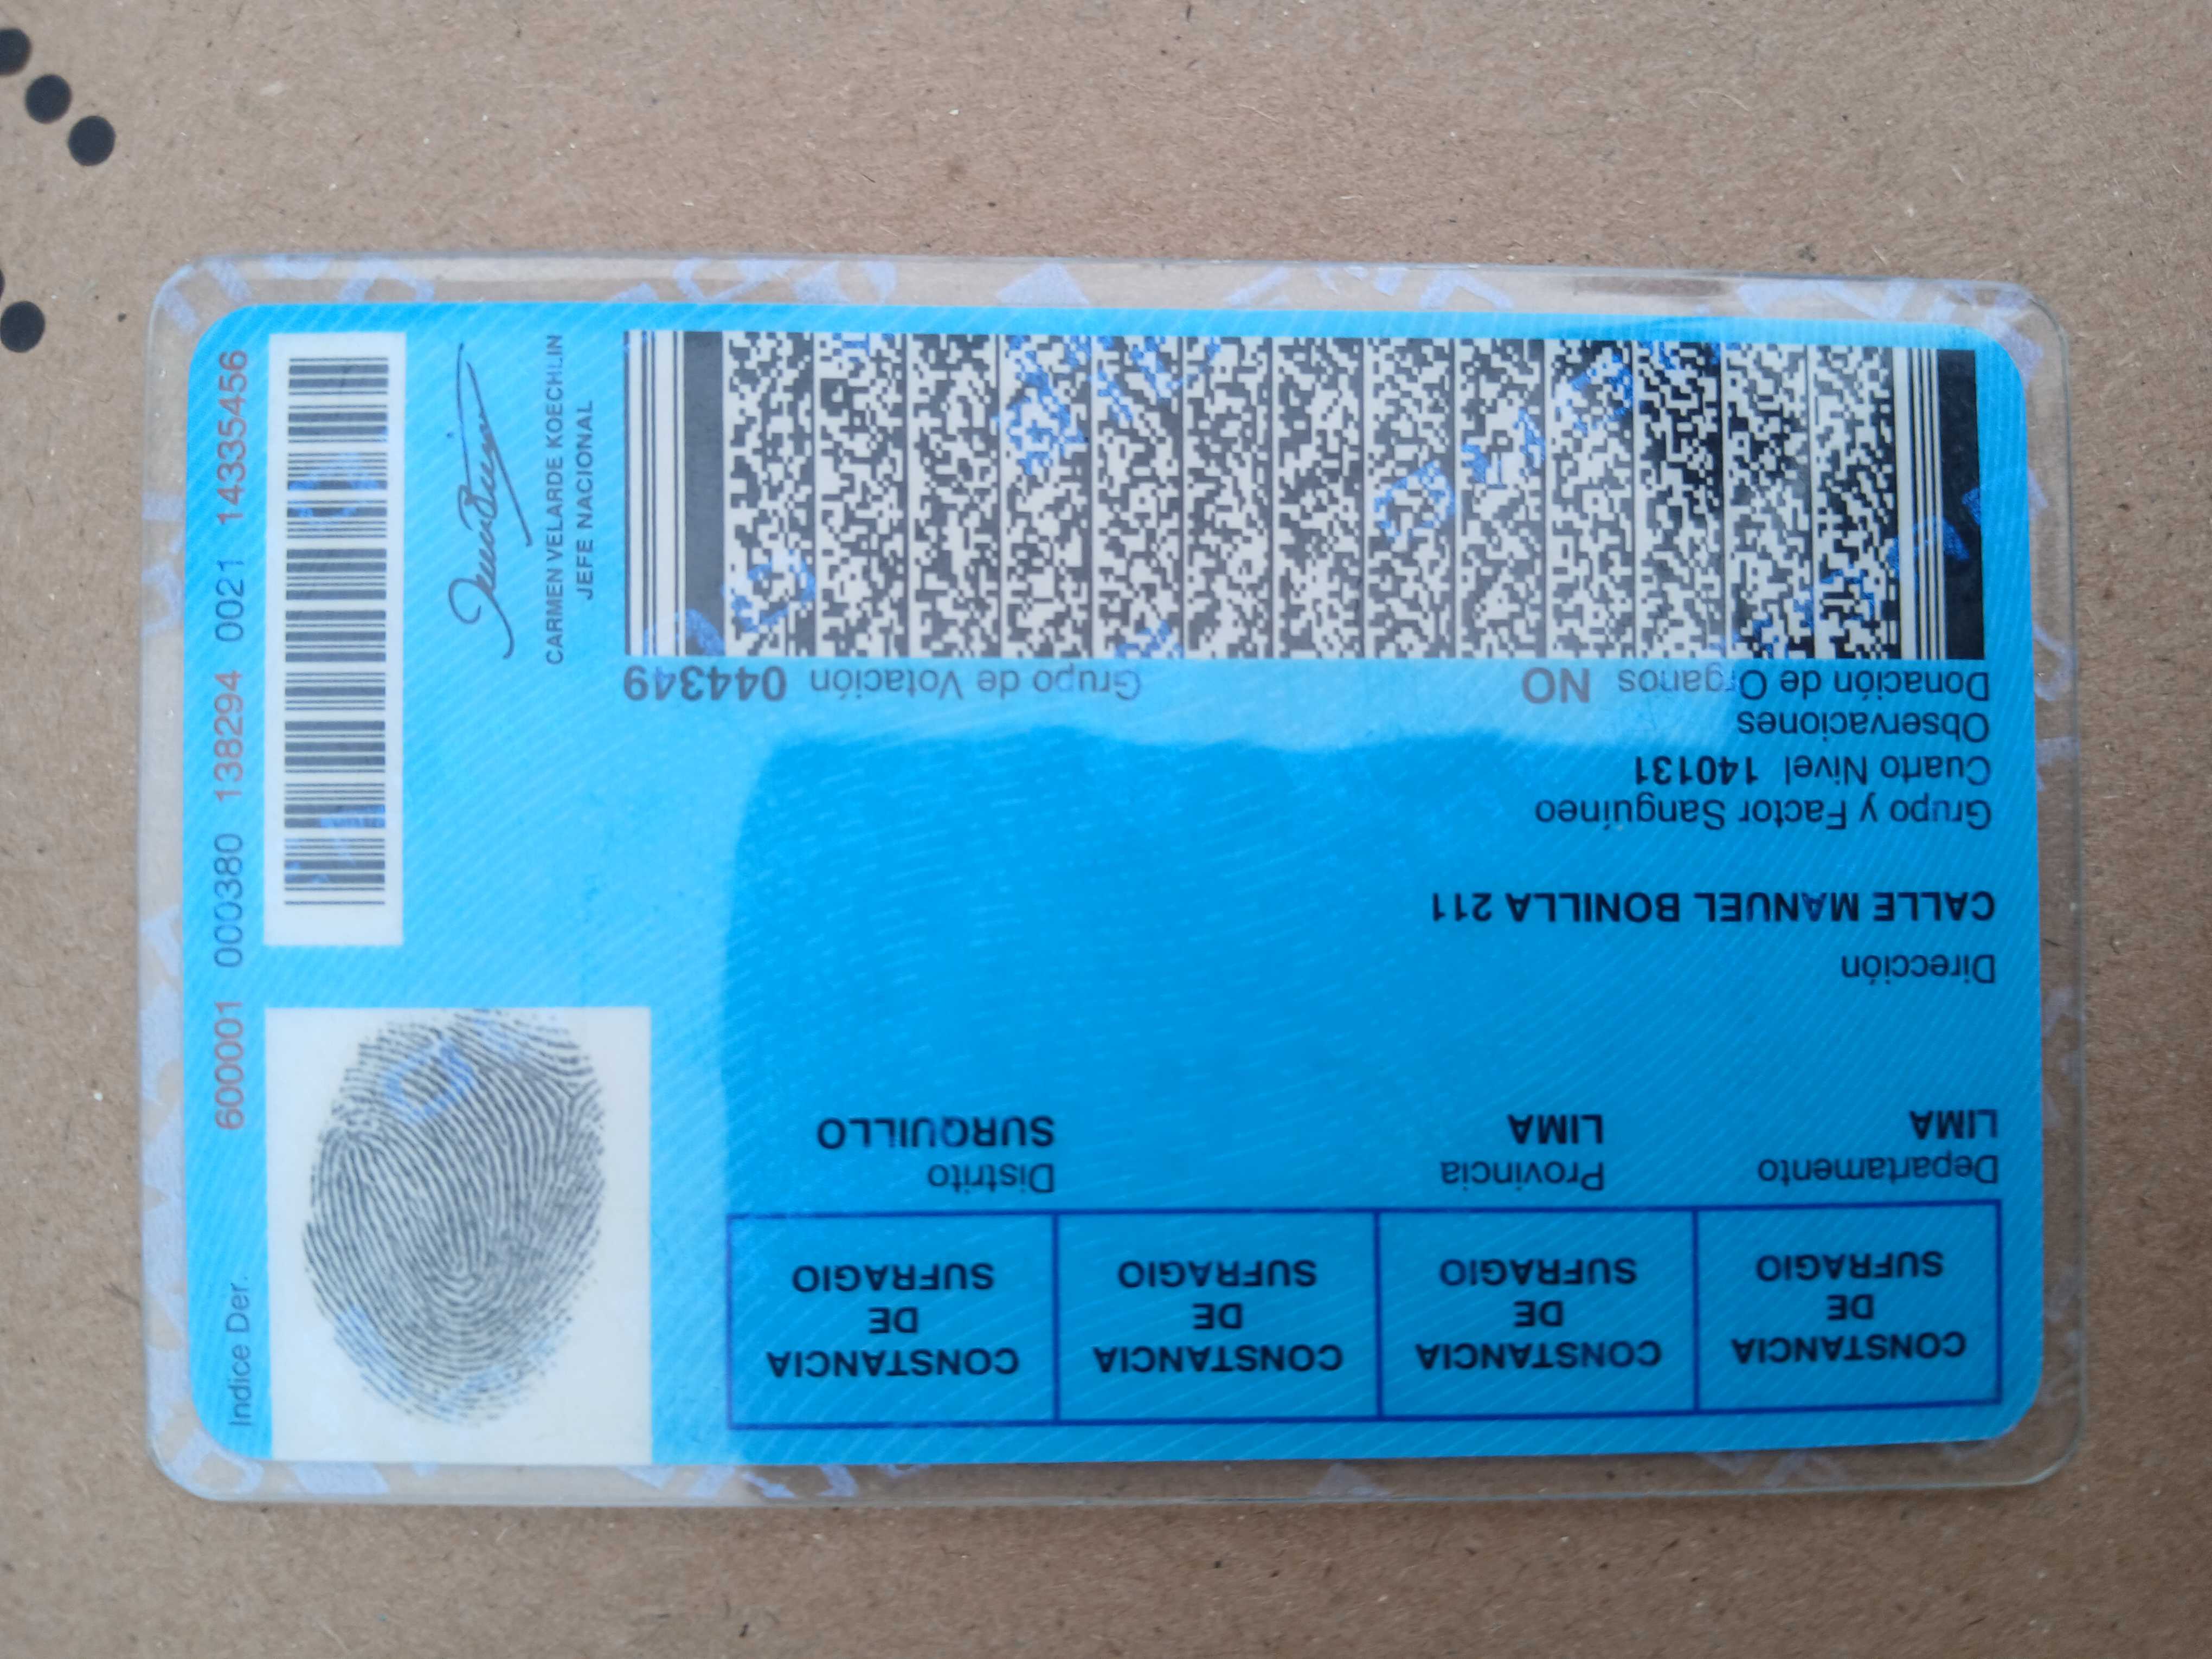 CONSTANCIA
DE
SUFRAGIO
CONSTANCIA
DE
SUFRAGIO
CONSTANCIA
DE
SUFRAGIO
CONSTANCIA
DE
SUFRAGIO
Departamento Provincia Distrito
LIMA LIMA SURQUILLO
Dirección
CALLE MANUEL BONILLA 211
Grupo y Factor Sanguíneo
Cuarto Nivel 140131
Observaciones
Donación de Organos NO Grupo de Votación 044349
Indice Der.
600001 000380 138294 0021 14335456
CARMEN VELARDE KOECHLIN
JEFE NACIONAL